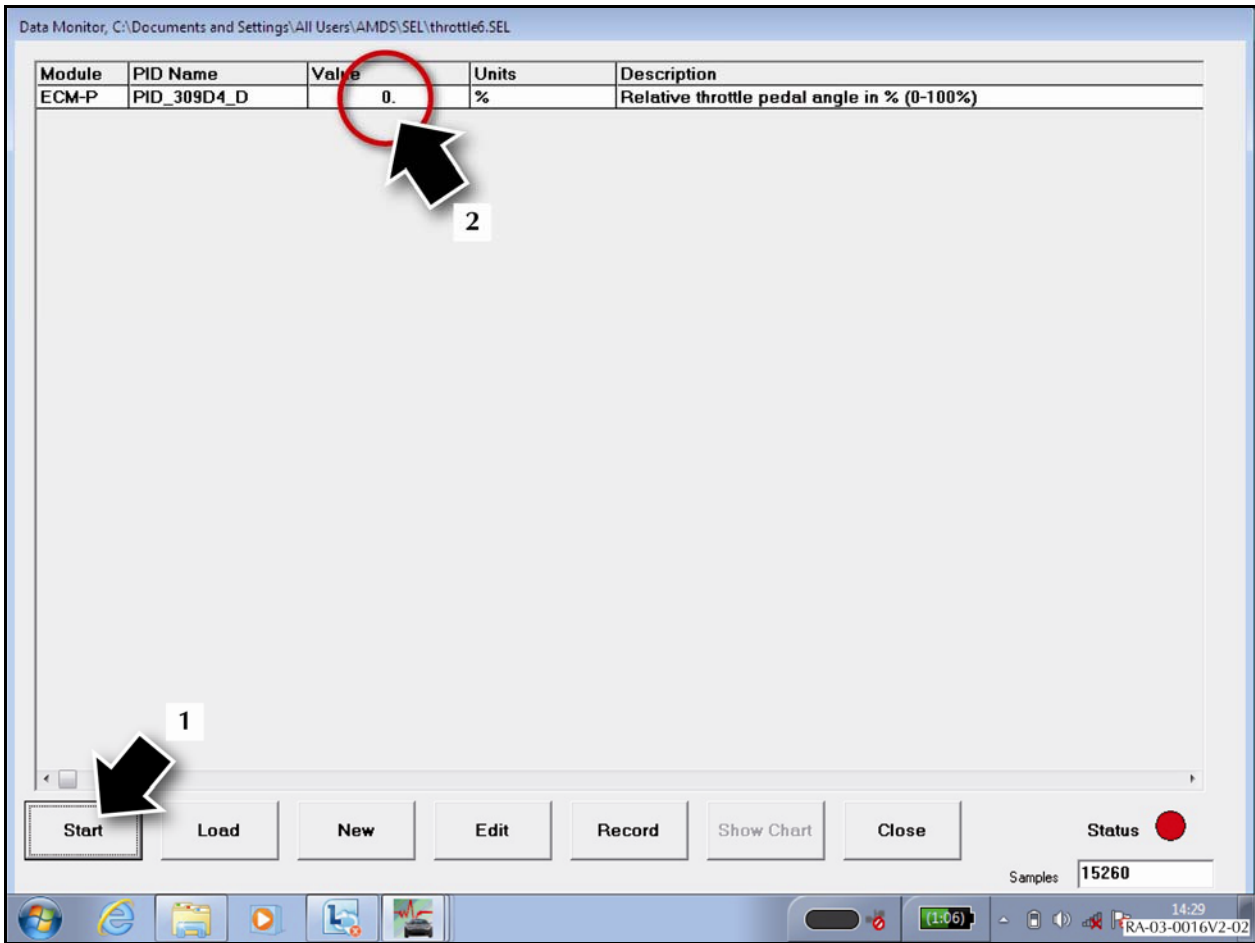 Data Monitor, C:\Documents and Settings\All Users\AMDS\SEL\throttle6.SEL
Module PID Name Value Units Description
ECM-P PID_309D4_D 0. % Relative throttle pedal angle in % (0-100%)
2
1
Start Load New Edit Record Show Chart Close Status
Samples 15260
(1:06) 14:29
RA-03-0016V2-02